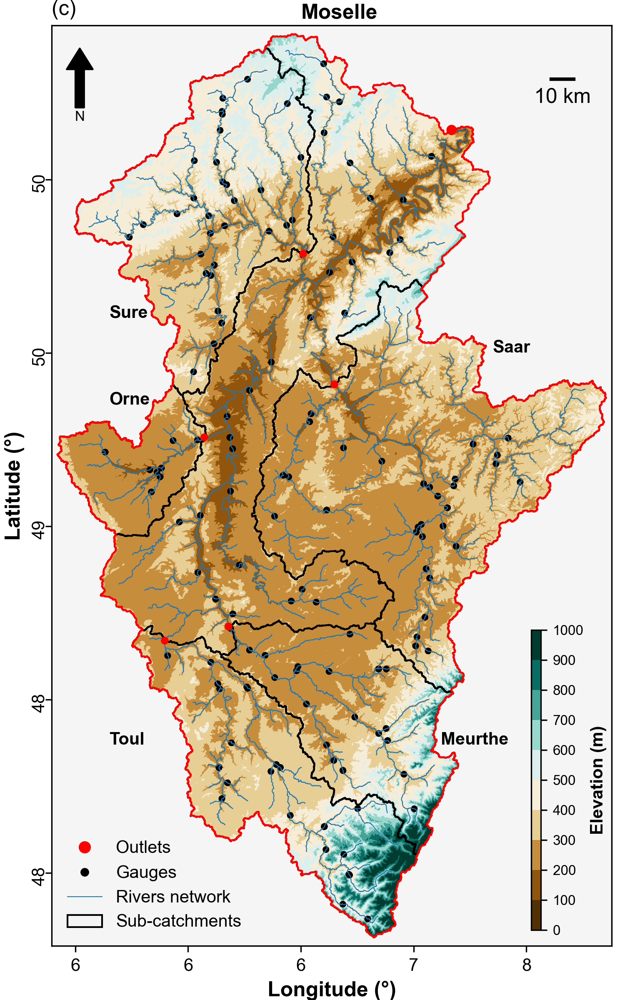 (c)
Moselle
N
10 km
50
Sure
Saar
50
Orne
Latitude (°)
49
1000
900
800
48
700
Toul
Meurthe
600
500
Elevation (m)
400
300
Outlets
200
Gauges
48
100
Rivers network
Sub-catchments
0
6
6
6
7
8
Longitude (°)